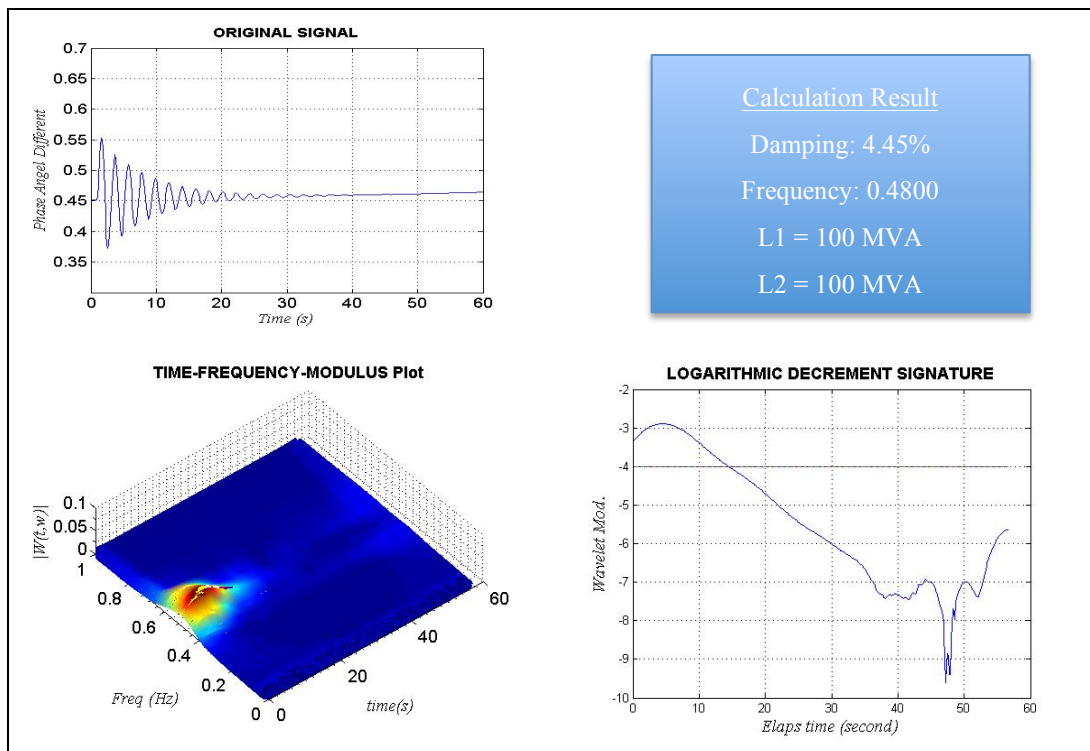 ORIGINAL SIGNAL
0.7
0.65
0.6
0.55
0.5
0.45
0.4
0.35
Phase Angel Different
0 10 20 30 40 50 60
Time (s)
Calculation Result
Damping: 4.45%
Frequency: 0.4800
L1 = 100 MVA
L2 = 100 MVA
TIME-FREQUENCY-MODULUS Plot
|W(t,w)|
0.1
0.05
0
1
0.8
0.6
0.4
0.2
0
Freq (Hz)
0
20
40
60
time(s)
LOGARITHMIC DECREMENT SIGNATURE
-2
-3
-4
-5
-6
-7
-8
-9
-10
Wavelet Mod.
0 10 20 30 40 50 60
Elaps time (second)